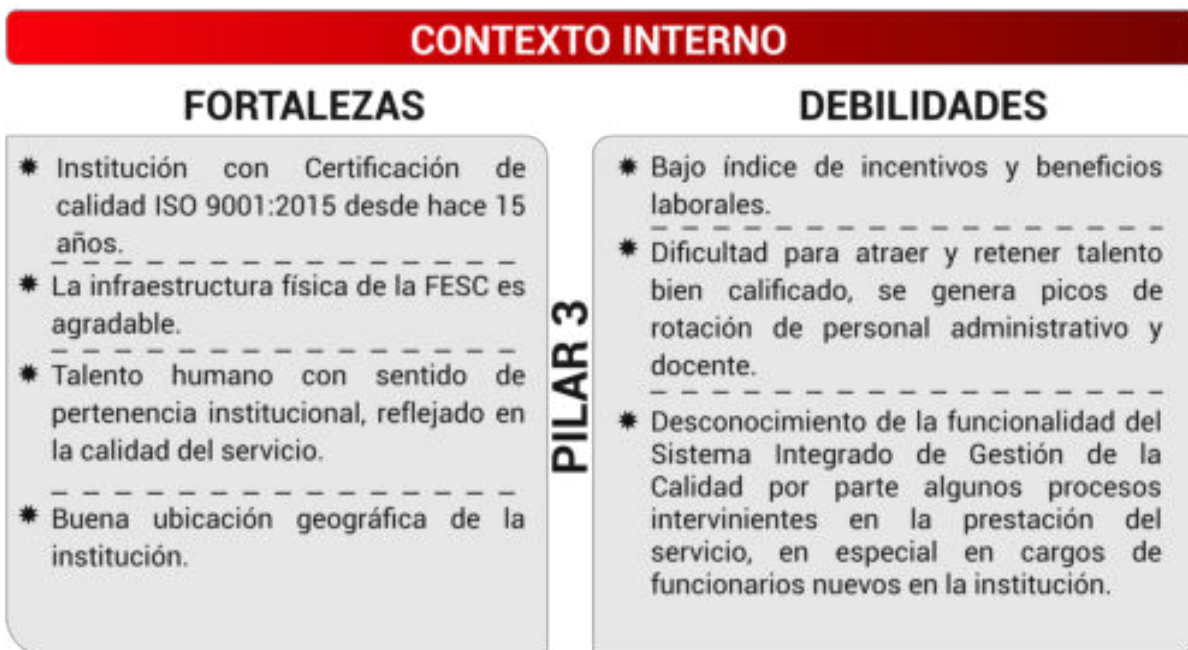 CONTEXTO INTERNO
FORTALEZAS
✹ Institución con Certificación de
calidad ISO 9001:2015 desde hace 15
años.
✹ La infraestructura física de la FESC es
agradable.
✹ Talento humano con sentido de
pertenencia institucional, reflejado en
la calidad del servicio.
✹ Buena ubicación geográfica de la
institución.
PILAR 3
DEBILIDADES
✹ Bajo índice de incentivos y beneficios
laborales.
✹ Dificultad para atraer y retener talento
bien calificado, se genera picos de
rotación de personal administrativo y
docente.
✹ Desconocimiento de la funcionalidad del
Sistema Integrado de Gestión de la
Calidad por parte algunos procesos
intervinientes en la prestación del
servicio, en especial en cargos de
funcionarios nuevos en la institución.